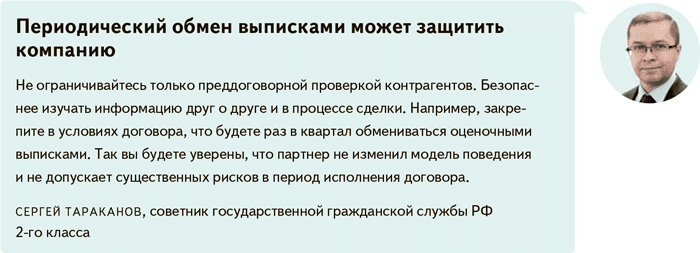 Периодический обмен выписками может защитить
компанию
Не ограничивайтесь только преддоговорной проверкой контрагентов. Безопас-
нее изучать информацию друг о друге и в процессе сделки. Например, закре-
пите в условиях договора, что будете раз в квартал обмениваться оценочными
выписками. Так вы будете уверены, что партнер не изменил модель поведения
и не допускает существенных рисков в период исполнения договора.
СЕРГЕЙ ТАРАКАНОВ, советник государственной гражданской службы РФ
2-го класса